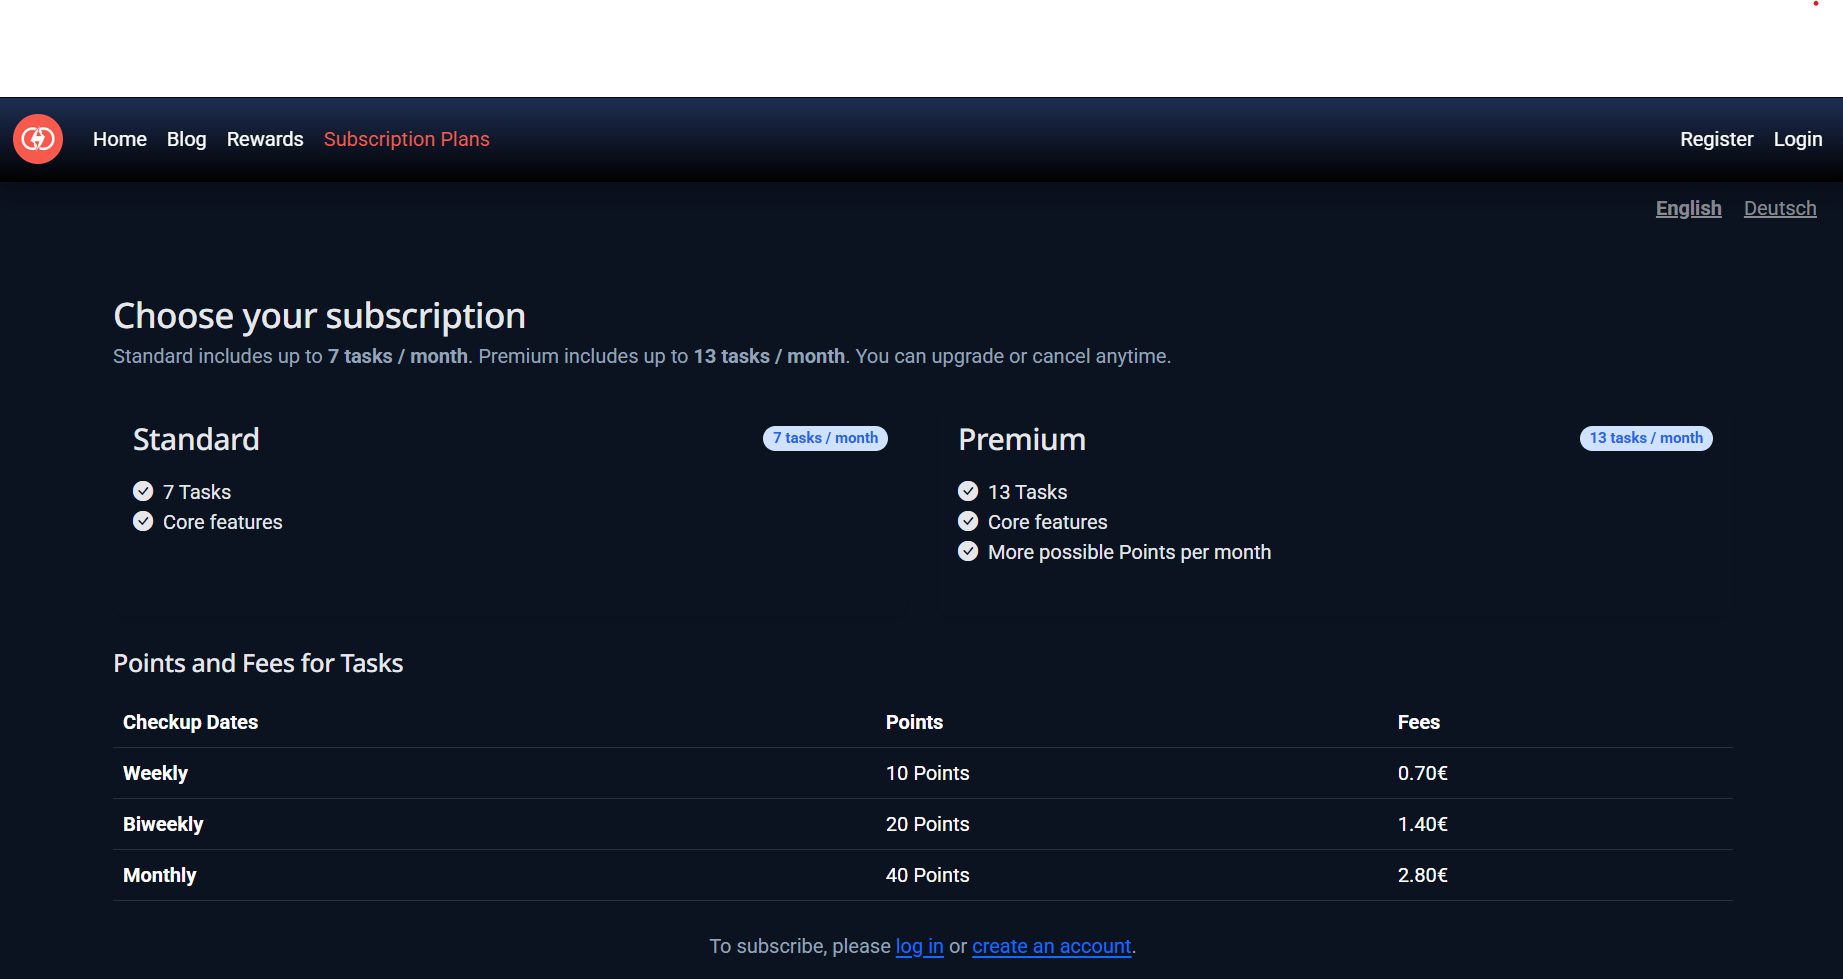 Home Blog Rewards Subscription Plans Register Login
English Deutsch
Choose your subscription
Standard includes up to 7 tasks / month. Premium includes up to 13 tasks / month. You can upgrade or cancel anytime.
Standard 7 tasks / month
7 Tasks
Core features
Premium 13 tasks / month
13 Tasks
Core features
More possible Points per month
Points and Fees for Tasks
Checkup Dates Points Fees
Weekly 10 Points 0.70€
Biweekly 20 Points 1.40€
Monthly 40 Points 2.80€
To subscribe, please log in or create an account.